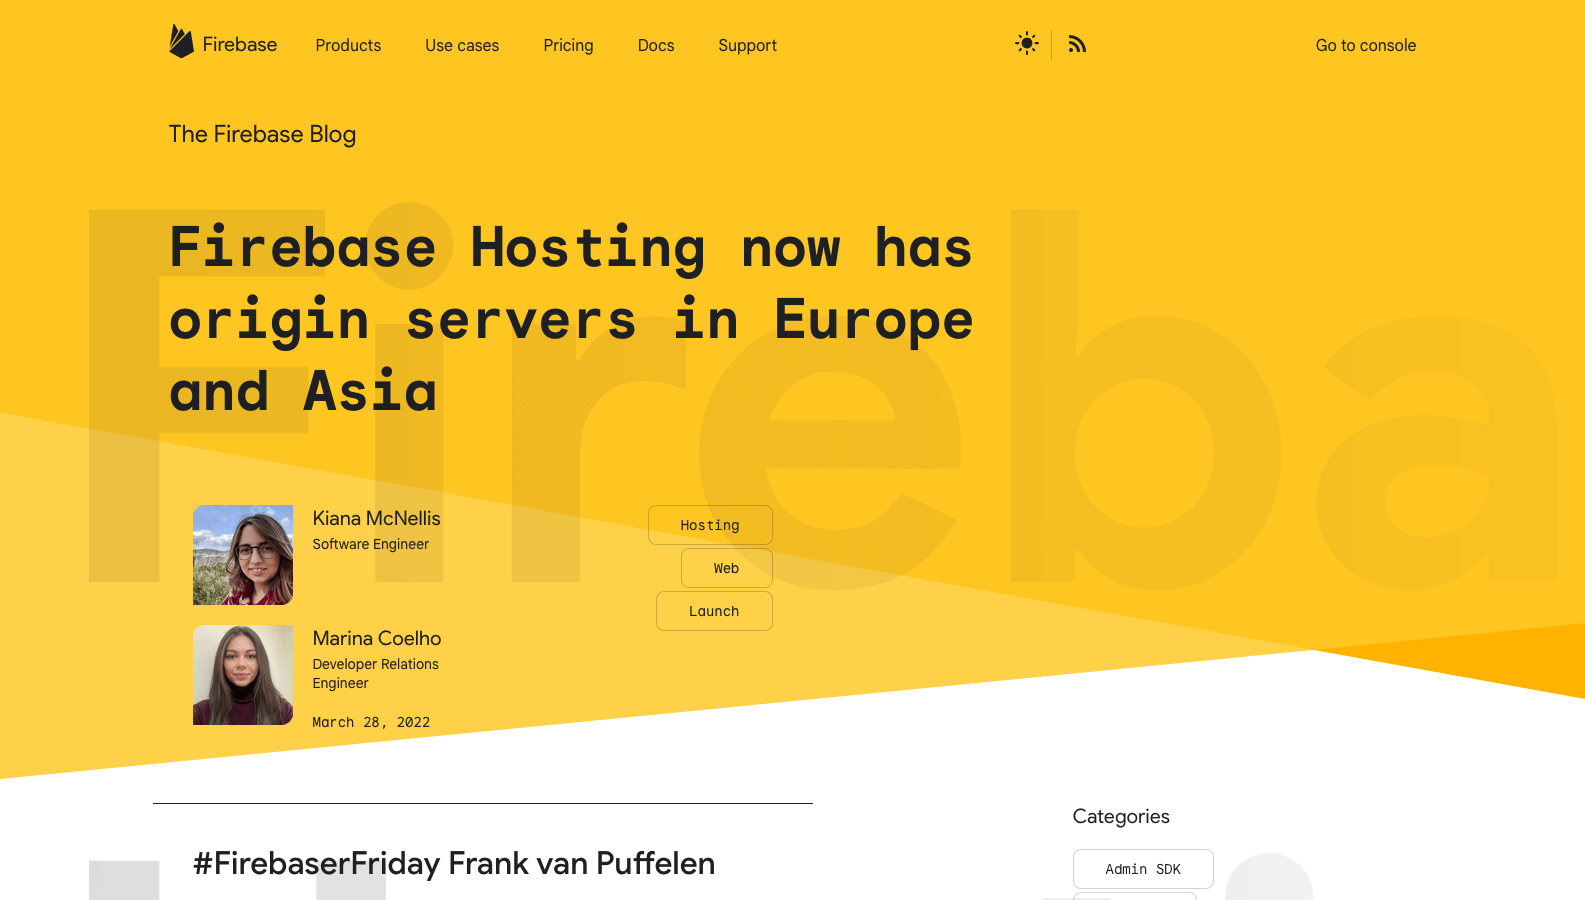 Firebase
Products
Use cases
Pricing
Docs
Support
Go to console
The Firebase Blog
Fireba
Firebase Hosting now has
origin servers in Europe
and Asia
Kiana McNellis
Software Engineer
Hosting
Web
Launch
Marina Coelho
Developer Relations
Engineer
March 28, 2022
#FirebaserFriday Frank van Puffelen
Categories
Admin SDK